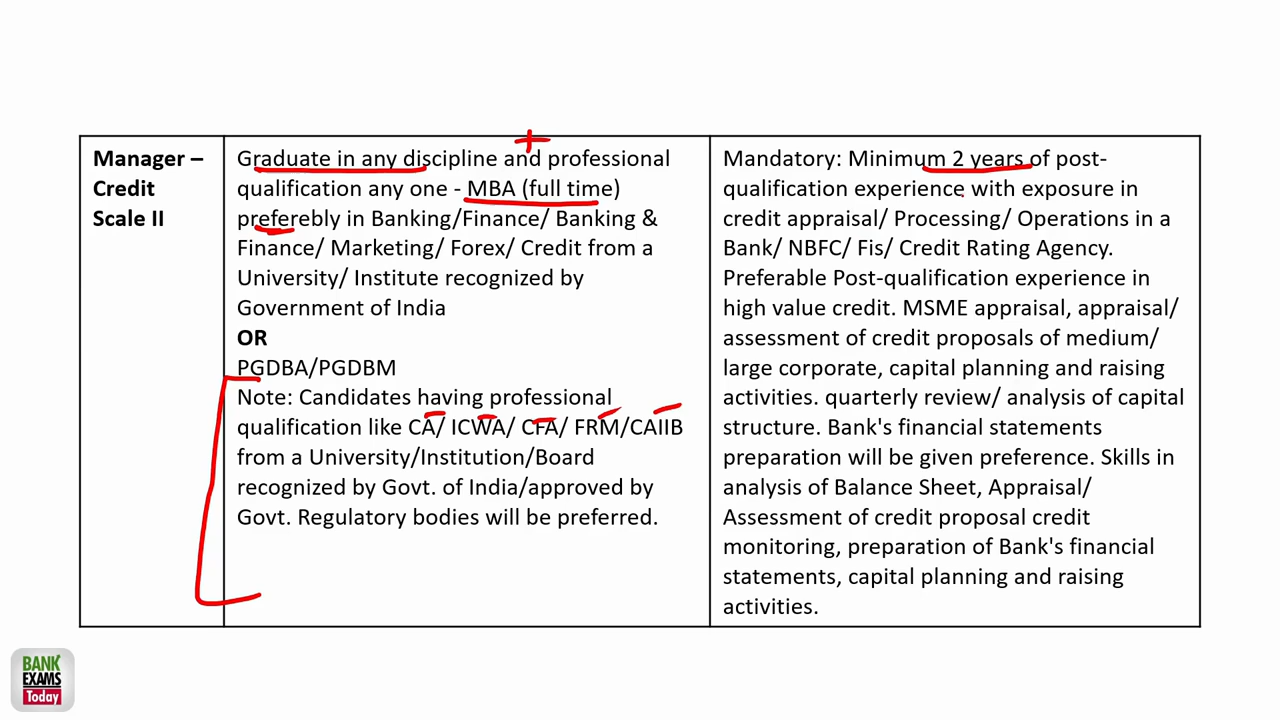 Manager –
Credit
Scale II
Graduate in any discipline and professional
qualification any one - MBA (full time)
preferebly in Banking/Finance/ Banking &
Finance/ Marketing/ Forex/ Credit from a
University/ Institute recognized by
Government of India
OR
PGDBA/PGDBM
Note: Candidates having professional
qualification like CA/ ICWA/ CFA/ FRM/CAIIB
from a University/Institution/Board
recognized by Govt. of India/approved by
Govt. Regulatory bodies will be preferred.
Mandatory: Minimum 2 years of post-
qualification experience with exposure in
credit appraisal/ Processing/ Operations in a
Bank/ NBFC/ Fis/ Credit Rating Agency.
Preferable Post-qualification experience in
high value credit. MSME appraisal, appraisal/
assessment of credit proposals of medium/
large corporate, capital planning and raising
activities. quarterly review/ analysis of capital
structure. Bank's financial statements
preparation will be given preference. Skills in
analysis of Balance Sheet, Appraisal/
Assessment of credit proposal credit
monitoring, preparation of Bank's financial
statements, capital planning and raising
activities.
BANK
EXAMS
Today